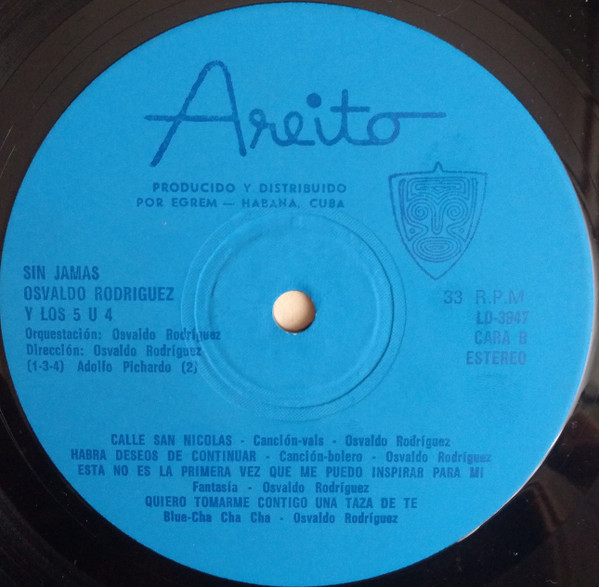 Areito
PRODUCIDO Y DISTRIBUIDO
POR EGREM — HABANA, CUBA
SIN JAMAS
OSVALDO RODRIGUEZ
Y LOS 5 U 4
Orquestación: Osvaldo Rodríguez
Dirección: Osvaldo Rodríguez
(1-3-4) Adolfo Pichardo (2)
33 R.P.M
LD-3947
CARA B
ESTEREO
CALLE SAN NICOLAS - Canción-vals - Osvaldo Rodríguez
HABRA DESEOS DE CONTINUAR - Canción-bolero - Osvaldo Rodríguez
ESTA NO ES LA PRIMERA VEZ QUE ME PUEDO INSPIRAR PARA MI
Fantasía - Osvaldo Rodríguez
QUIERO TOMARME CONTIGO UNA TAZA DE TE
Blue-Cha Cha Cha - Osvaldo Rodríguez